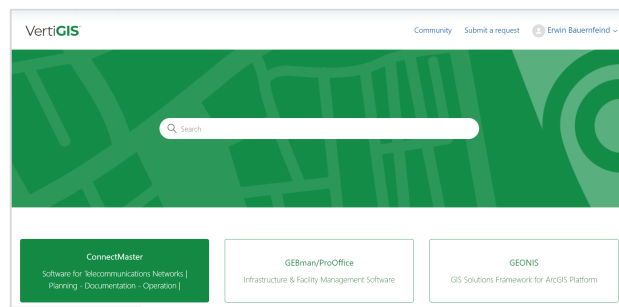 VertiGIS
Community Submit a request Erwin Bauernfeind
Search
ConnectMaster
Software for Telecommunications Networks |
Planning - Documentation - Operation |
GEBman/ProOffice
Infrastructure & Facility Management Software
GEONIS
GIS Solutions Framework for ArcGIS Platform